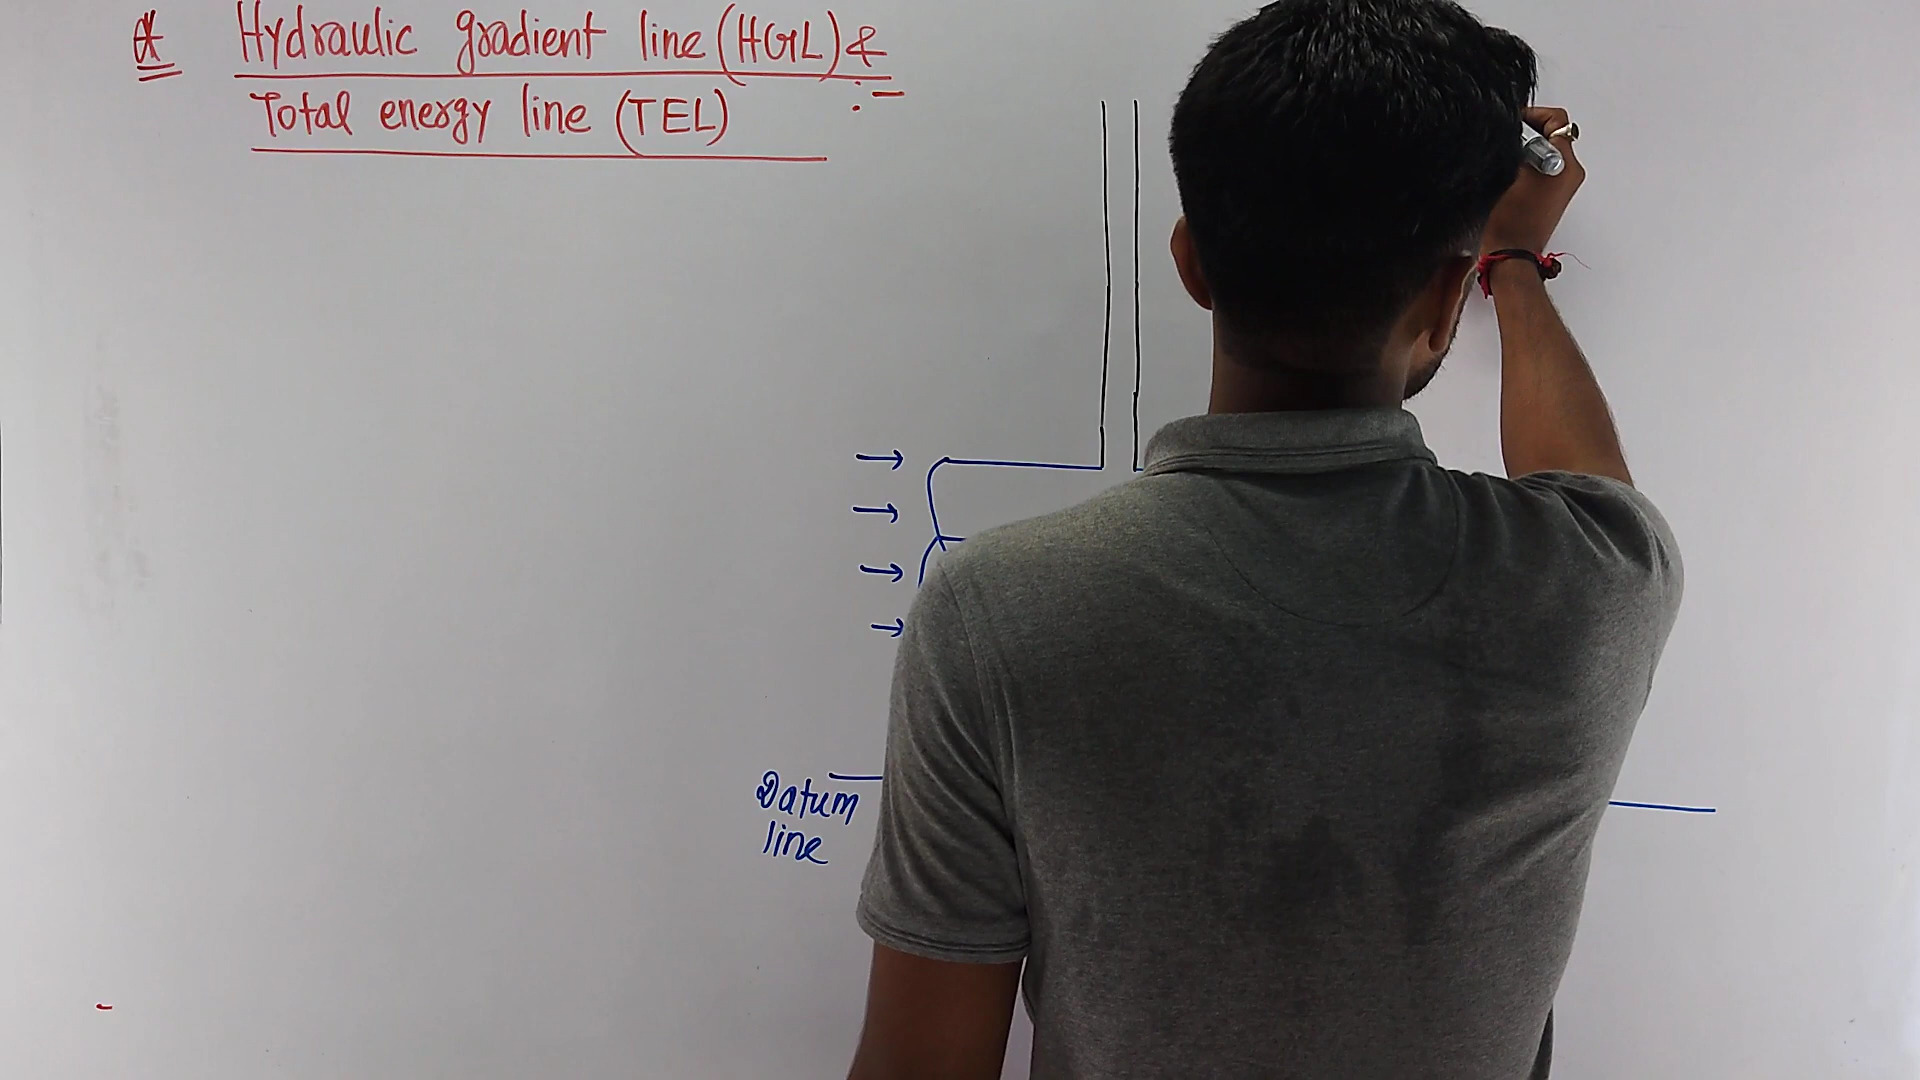 Hydraulic gradient line (HGL) &
Total energy line (TEL) :-
Datum
line